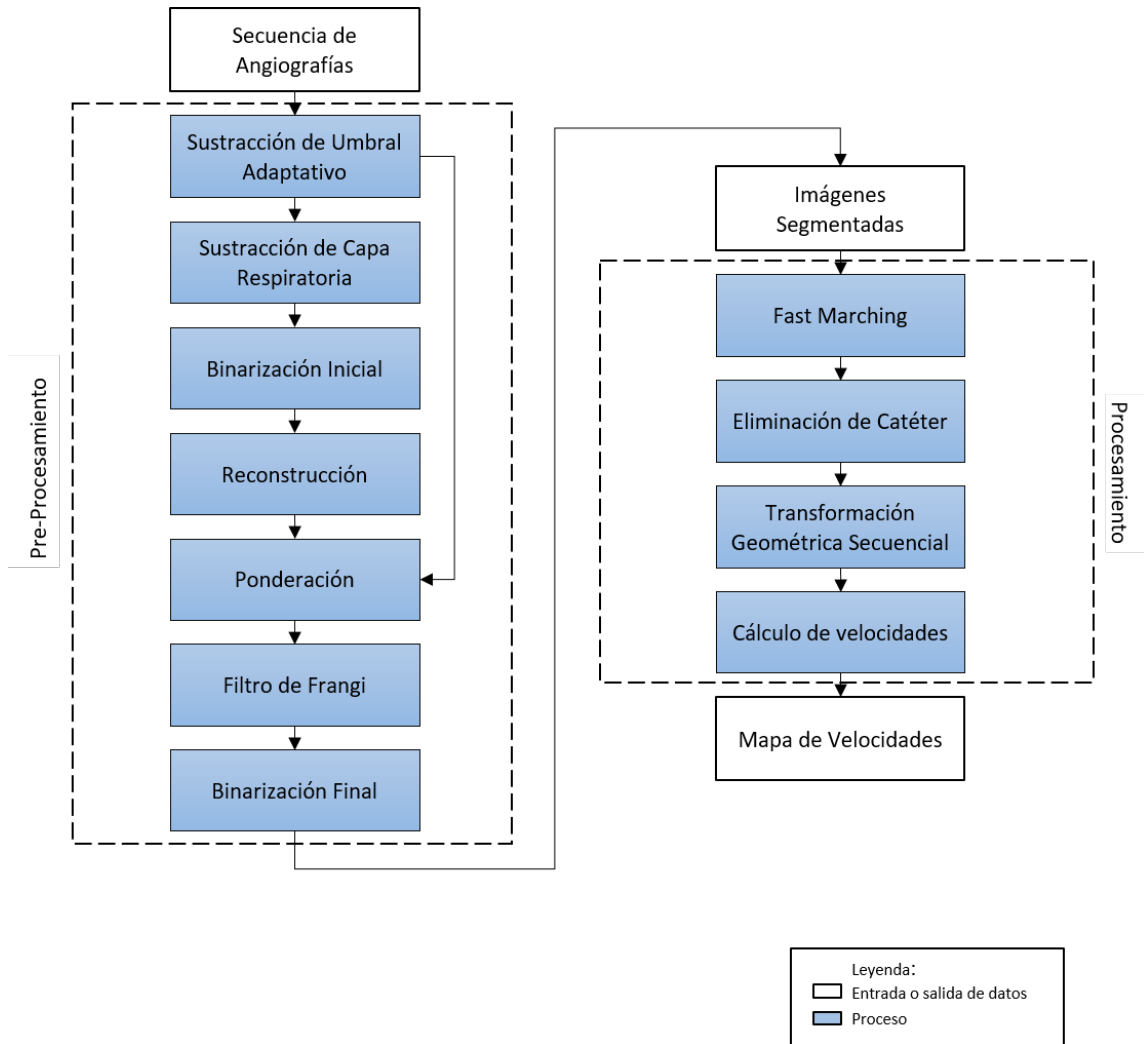 Secuencia de
Angiografías
Pre-Procesamiento
Sustracción de Umbral
Adaptativo
Sustracción de Capa
Respiratoria
Binarización Inicial
Reconstrucción
Ponderación
Filtro de Frangi
Binarización Final
Imágenes
Segmentadas
Procesamiento
Fast Marching
Eliminación de Catéter
Transformación
Geométrica Secuencial
Cálculo de velocidades
Mapa de Velocidades
Leyenda:
Entrada o salida de datos
Proceso